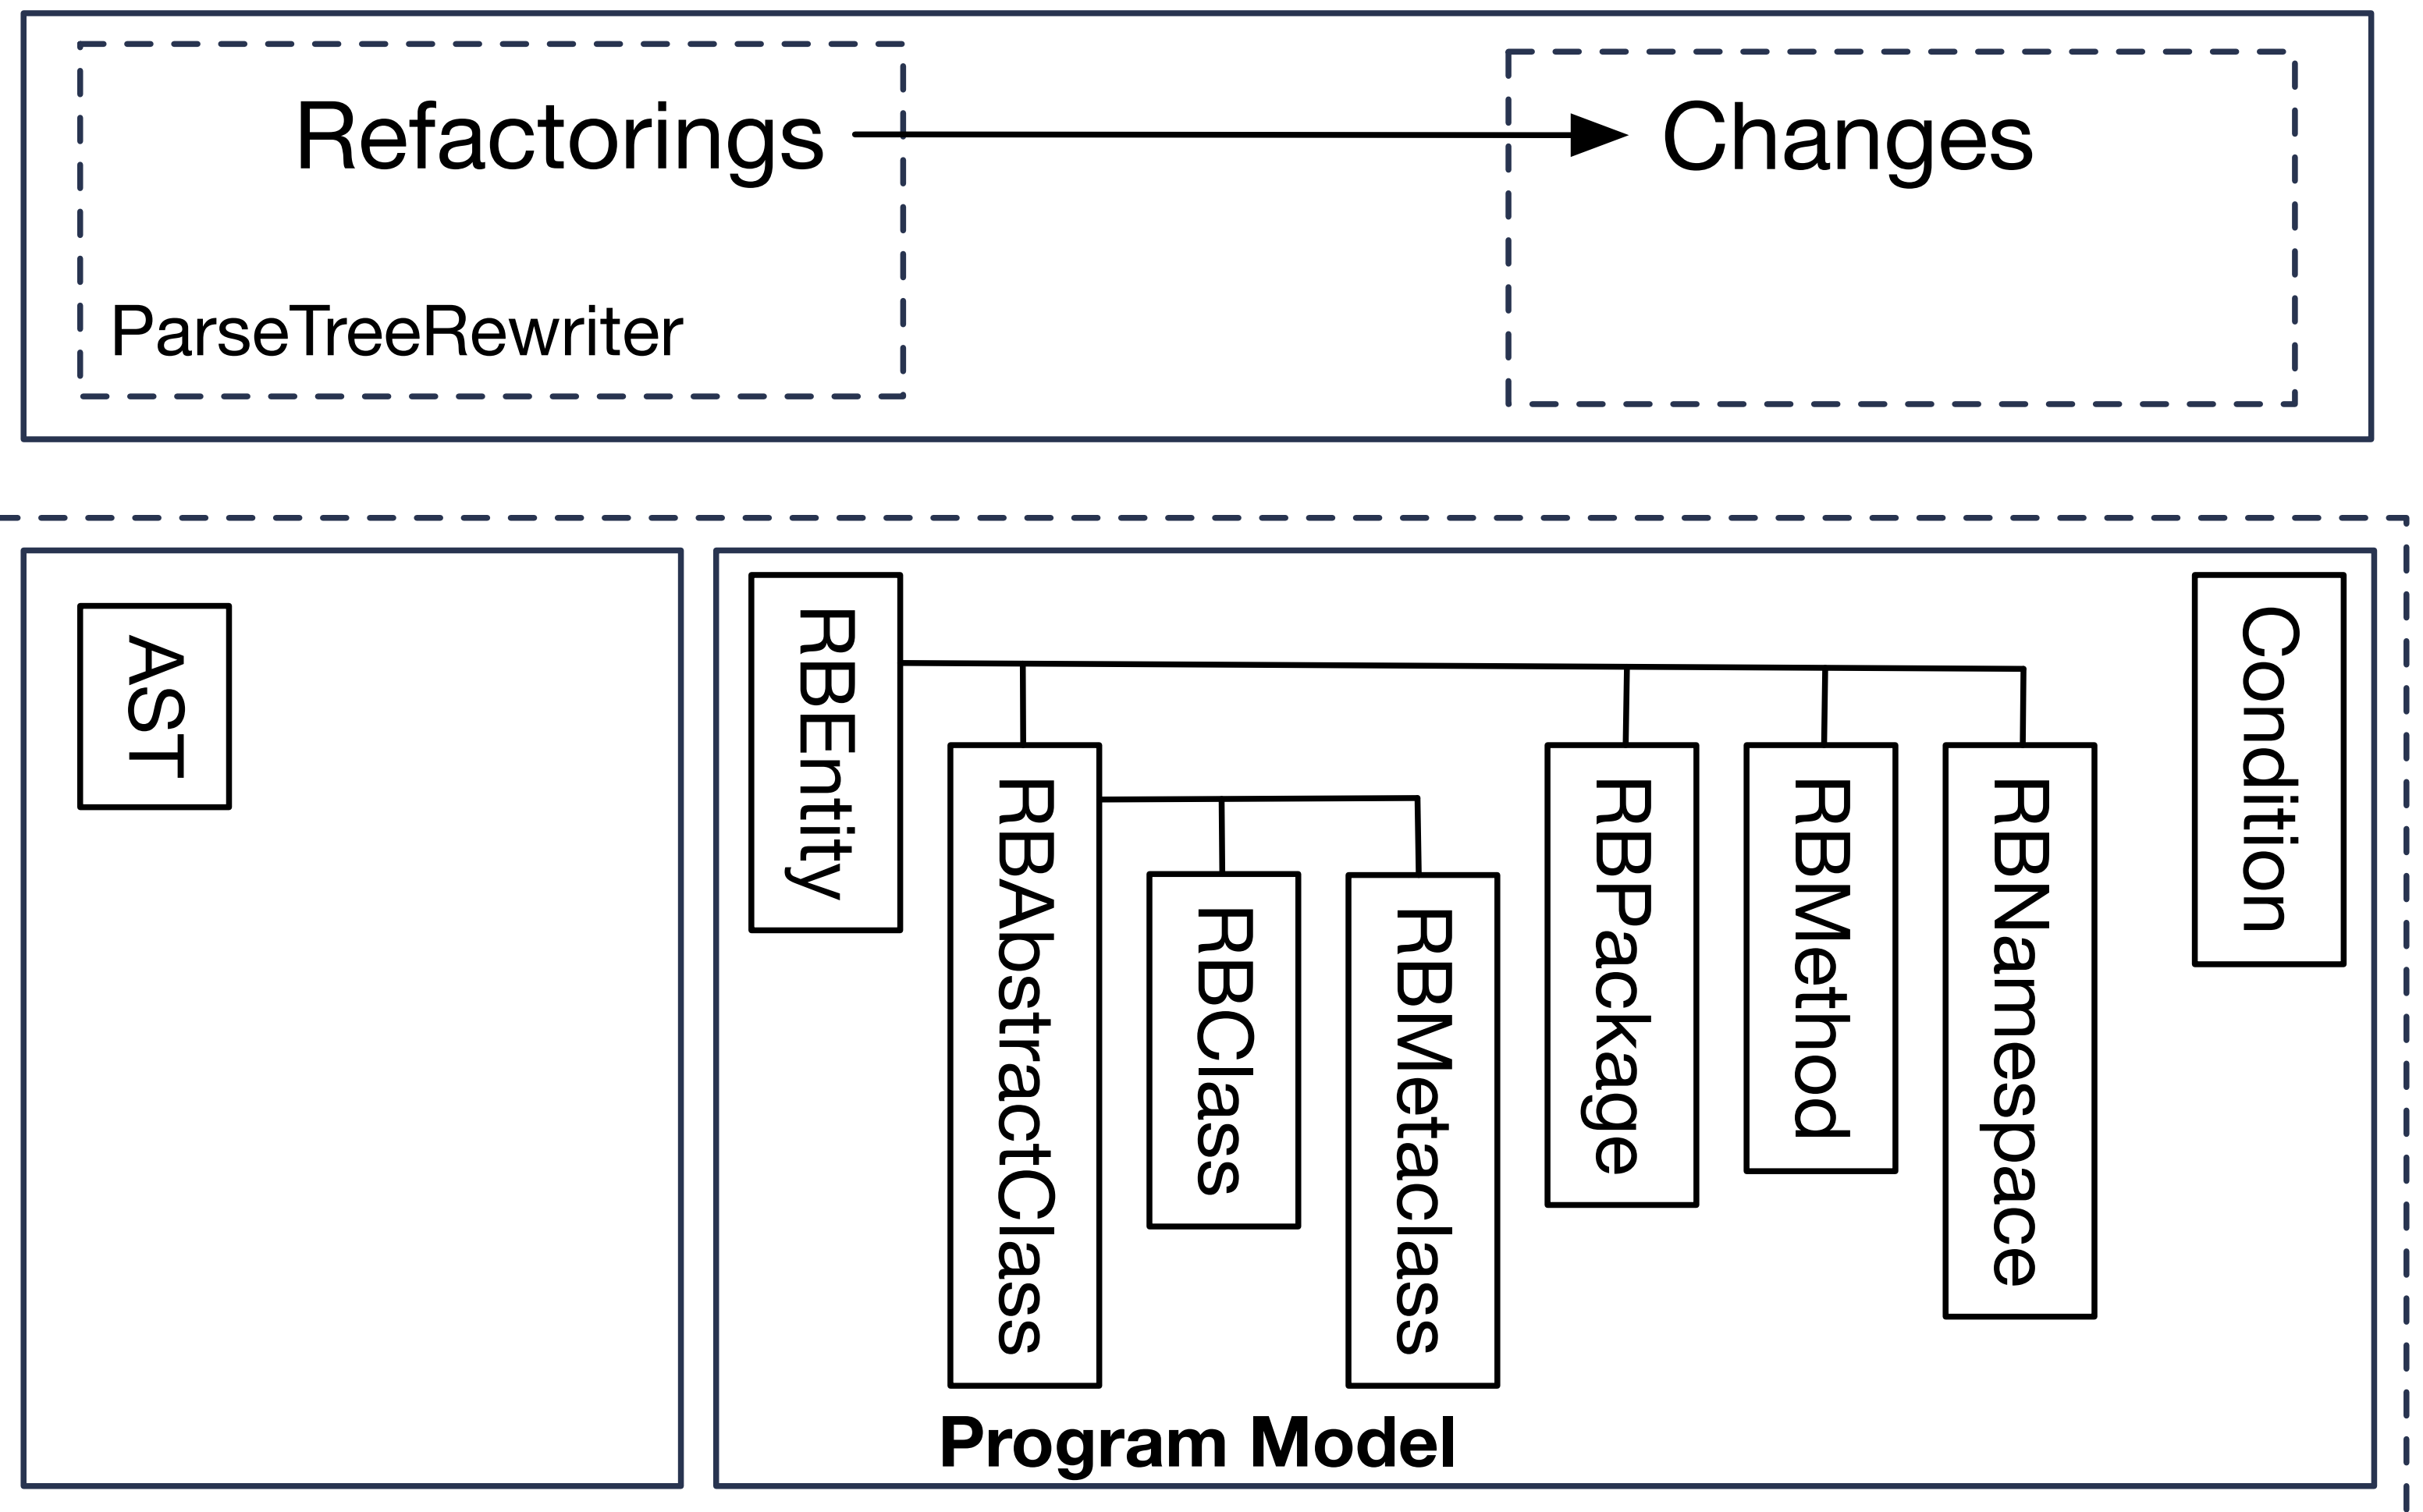 Refactorings
Changes
ParseTreeRewriter
AST
RBEntity
RBAbstractClass
RBClass
RBMetaclass
RBPackage
RBMethod
RBNamespace
Condition
Program Model